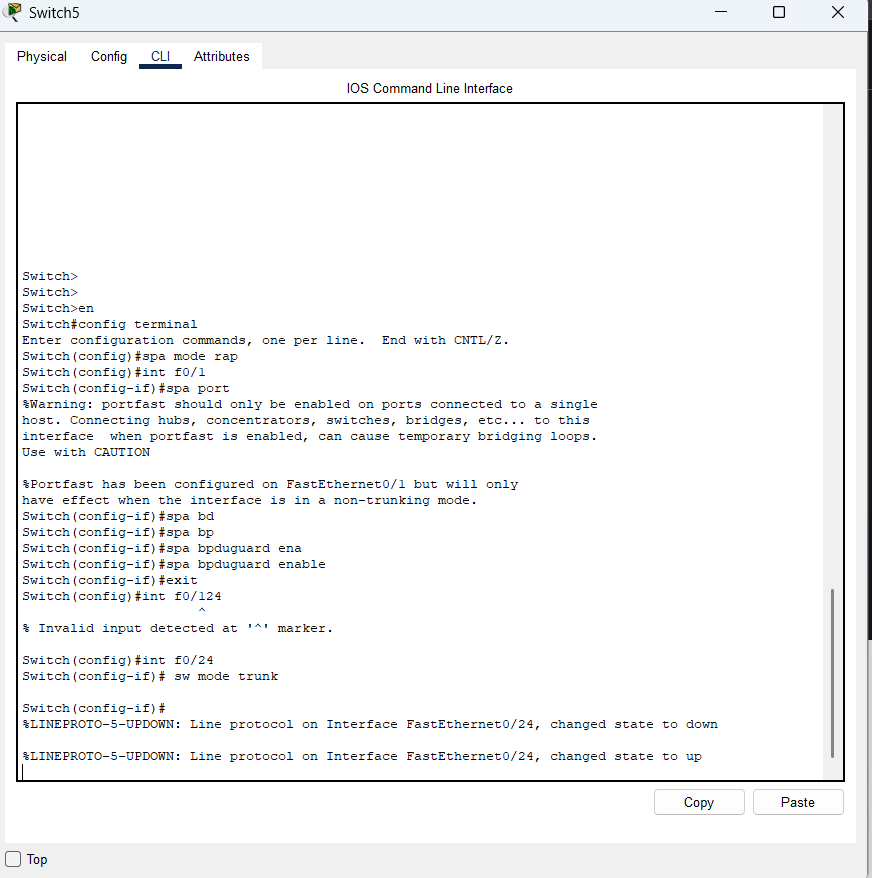 Switch5
Physical Config CLI Attributes
IOS Command Line Interface
Switch>
Switch>
Switch>en
Switch#config terminal
Enter configuration commands, one per line.  End with CNTL/Z.
Switch(config)#spa mode rap
Switch(config)#int f0/1
Switch(config-if)#spa port
%Warning: portfast should only be enabled on ports connected to a single
host. Connecting hubs, concentrators, switches, bridges, etc... to this
interface  when portfast is enabled, can cause temporary bridging loops.
Use with CAUTION
%Portfast has been configured on FastEthernet0/1 but will only
have effect when the interface is in a non-trunking mode.
Switch(config-if)#spa bd
Switch(config-if)#spa bp
Switch(config-if)#spa bpduguard ena
Switch(config-if)#spa bpduguard enable
Switch(config-if)#exit
Switch(config)#int f0/124
^
% Invalid input detected at '^' marker.
Switch(config)#int f0/24
Switch(config-if)# sw mode trunk
Switch(config-if)#
%LINEPROTO-5-UPDOWN: Line protocol on Interface FastEthernet0/24, changed state to down
%LINEPROTO-5-UPDOWN: Line protocol on Interface FastEthernet0/24, changed state to up
Copy Paste
Top